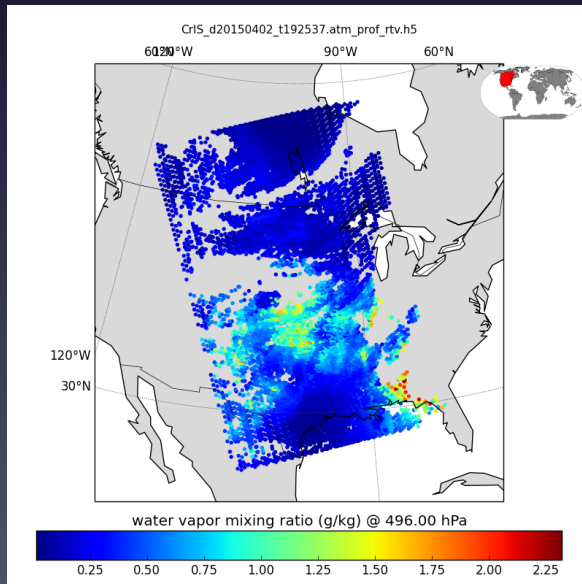 CrIS_d20150402_t192537.atm_prof_rtv.h5
90°W 60°N
120°W
30°N
water vapor mixing ratio (g/kg) @ 496.00 hPa
0.25 0.50 0.75 1.00 1.25 1.50 1.75 2.00 2.25